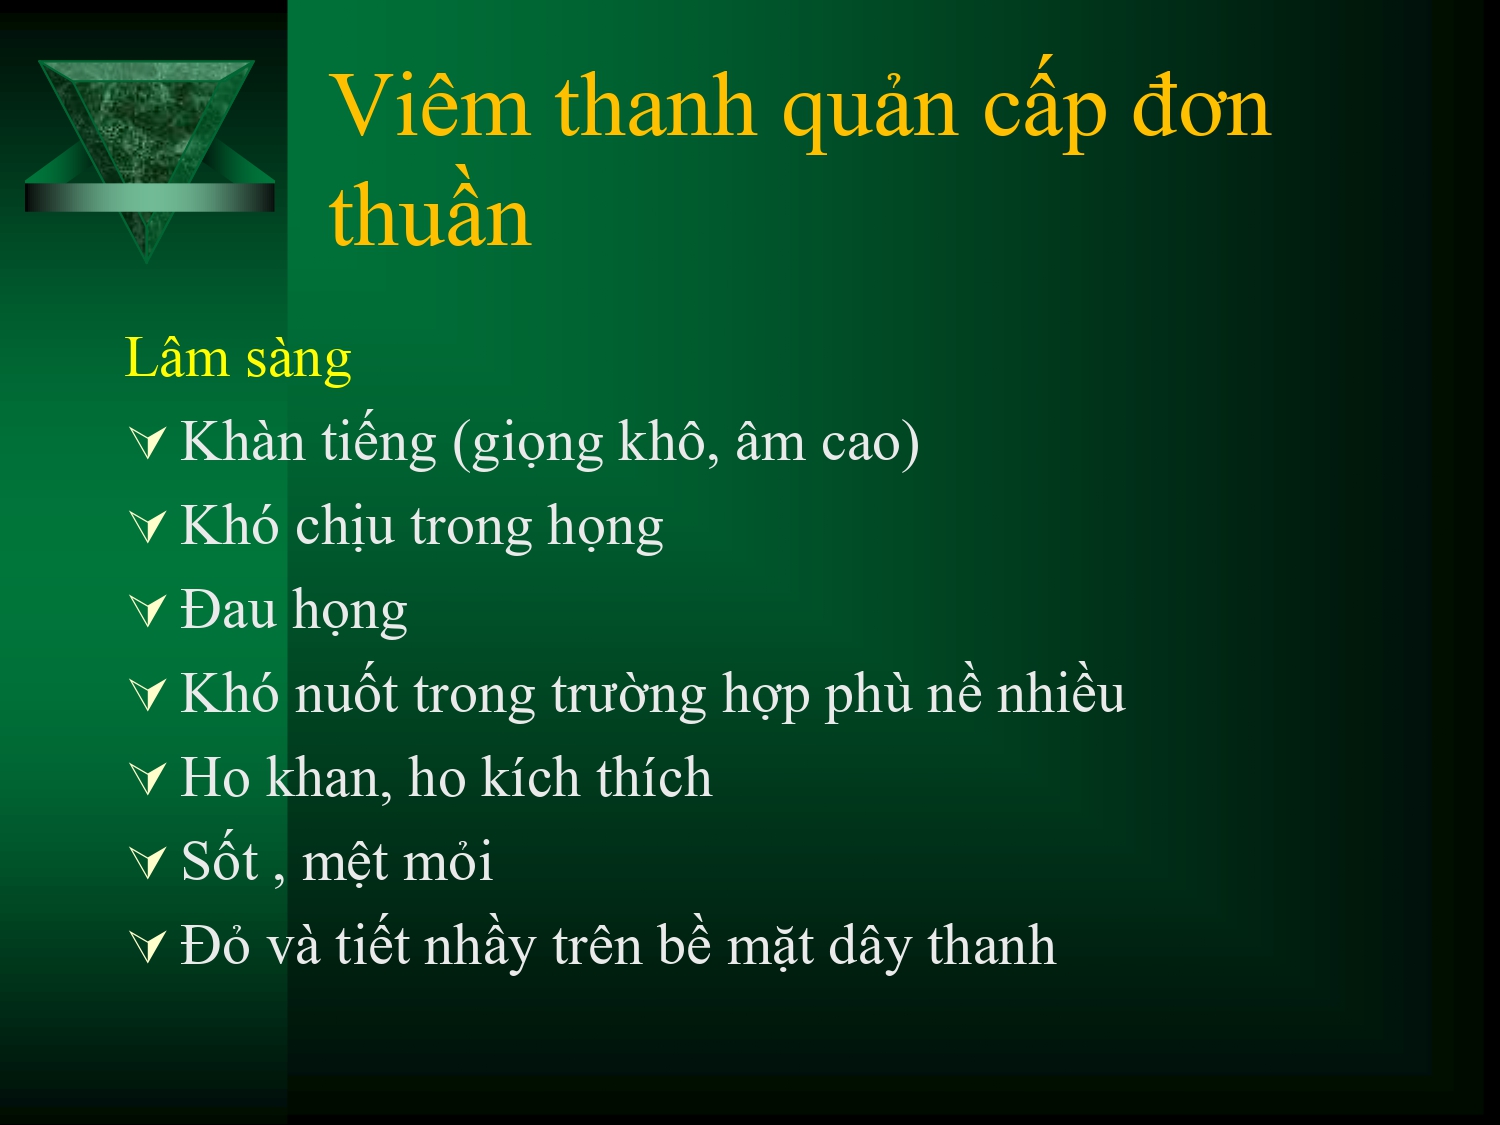 Viêm thanh quản cấp đơn
thuần
Lâm sàng
Khàn tiếng (giọng khô, âm cao)
Khó chịu trong họng
Đau họng
Khó nuốt trong trường hợp phù nề nhiều
Ho khan, ho kích thích
Sốt , mệt mỏi
Đỏ và tiết nhầy trên bề mặt dây thanh